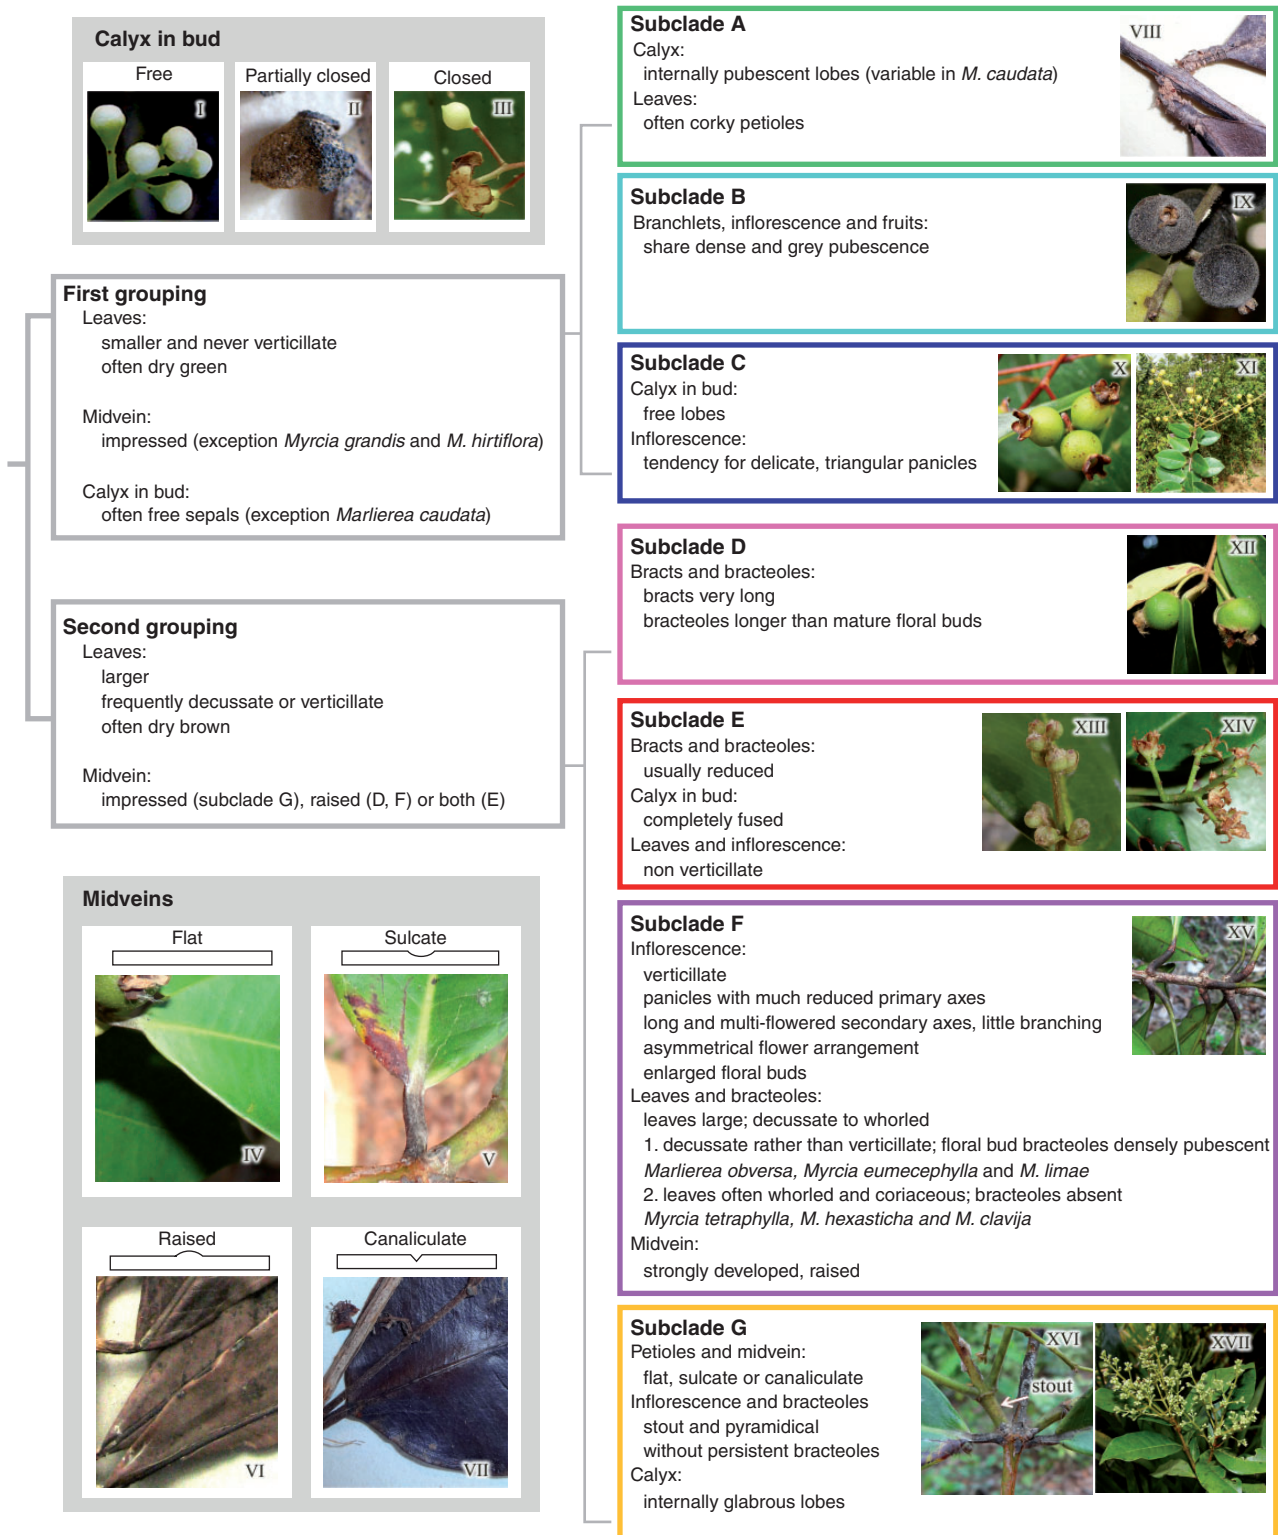 Calyx in bud
Free
Partially closed
Closed
I
II
III
First grouping
Leaves:
smaller and never verticillate
often dry green
Midvein:
impressed (exception Myrcia grandis and M. hirtiflora)
Calyx in bud:
often free sepals (exception Marlierea caudata)
Second grouping
Leaves:
larger
frequently decussate or verticillate
often dry brown
Midvein:
impressed (subclade G), raised (D, F) or both (E)
Midveins
Flat
Sulcate
IV
V
Raised
Canaliculate
VI
VII
Subclade A
Calyx:
internally pubescent lobes (variable in M. caudata)
Leaves:
often corky petioles
VIII
Subclade B
Branchlets, inflorescence and fruits:
share dense and grey pubescence
IX
Subclade C
Calyx in bud:
free lobes
Inflorescence:
tendency for delicate, triangular panicles
X
XI
Subclade D
Bracts and bracteoles:
bracts very long
bracteoles longer than mature floral buds
XII
Subclade E
Bracts and bracteoles:
usually reduced
Calyx in bud:
completely fused
Leaves and inflorescence:
non verticillate
XIII
XIV
Subclade F
Inflorescence:
verticillate
panicles with much reduced primary axes
long and multi-flowered secondary axes, little branching
asymmetrical flower arrangement
enlarged floral buds
Leaves and bracteoles:
leaves large; decussate to whorled
1. decussate rather than verticillate; floral bud bracteoles densely pubescent
Marlierea obversa, Myrcia eumecephylla and M. limae
2. leaves often whorled and coriaceous; bracteoles absent
Myrcia tetraphylla, M. hexasticha and M. clavija
Midvein:
strongly developed, raised
XV
Subclade G
Petioles and midvein:
flat, sulcate or canaliculate
Inflorescence and bracteoles
stout and pyramidical
without persistent bracteoles
Calyx:
internally glabrous lobes
XVI
stout
XVII